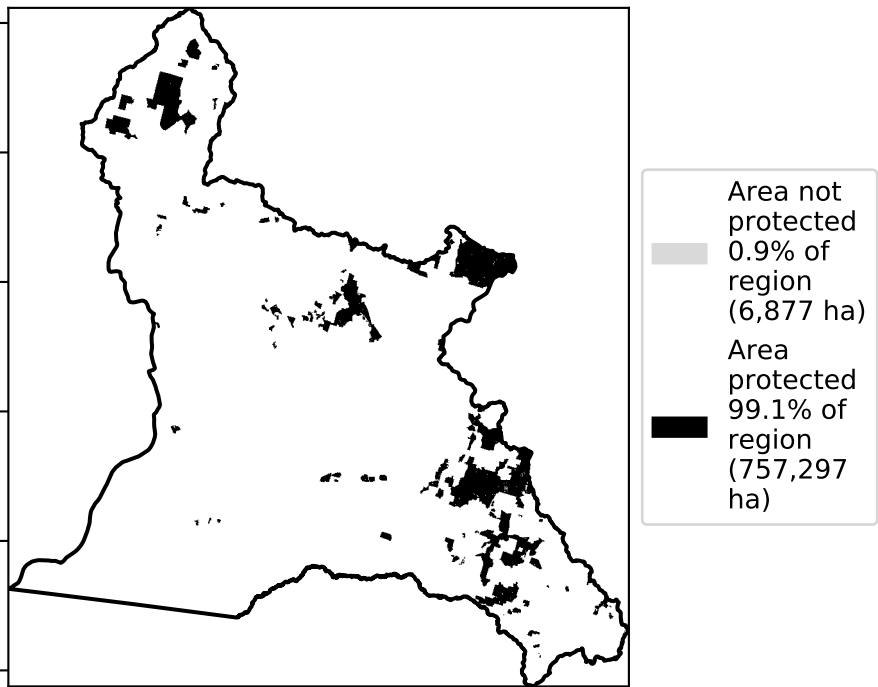 Area not
protected
0.9% of
region
(6,877 ha)
Area
protected
99.1% of
region
(757,297
ha)